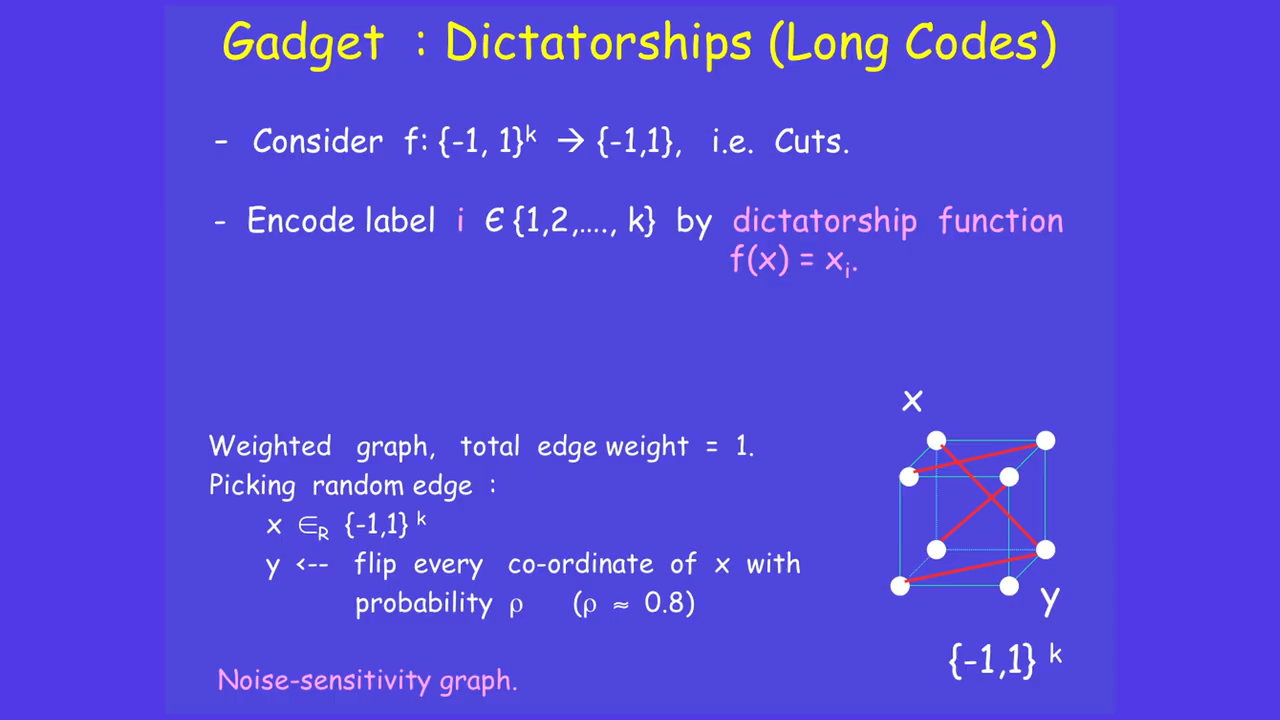 Gadget : Dictatorships (Long Codes)
- Consider f: {-1, 1}ᵏ → {-1,1}, i.e. Cuts.
- Encode label i Є {1,2,…., k} by dictatorship function
f(x) = xᵢ.
x
Weighted graph, total edge weight = 1.
Picking random edge :
x ∈R {-1,1} ᵏ
y <-- flip every co-ordinate of x with
probability ρ (ρ ≈ 0.8)
y
{-1,1} ᵏ
Noise-sensitivity graph.